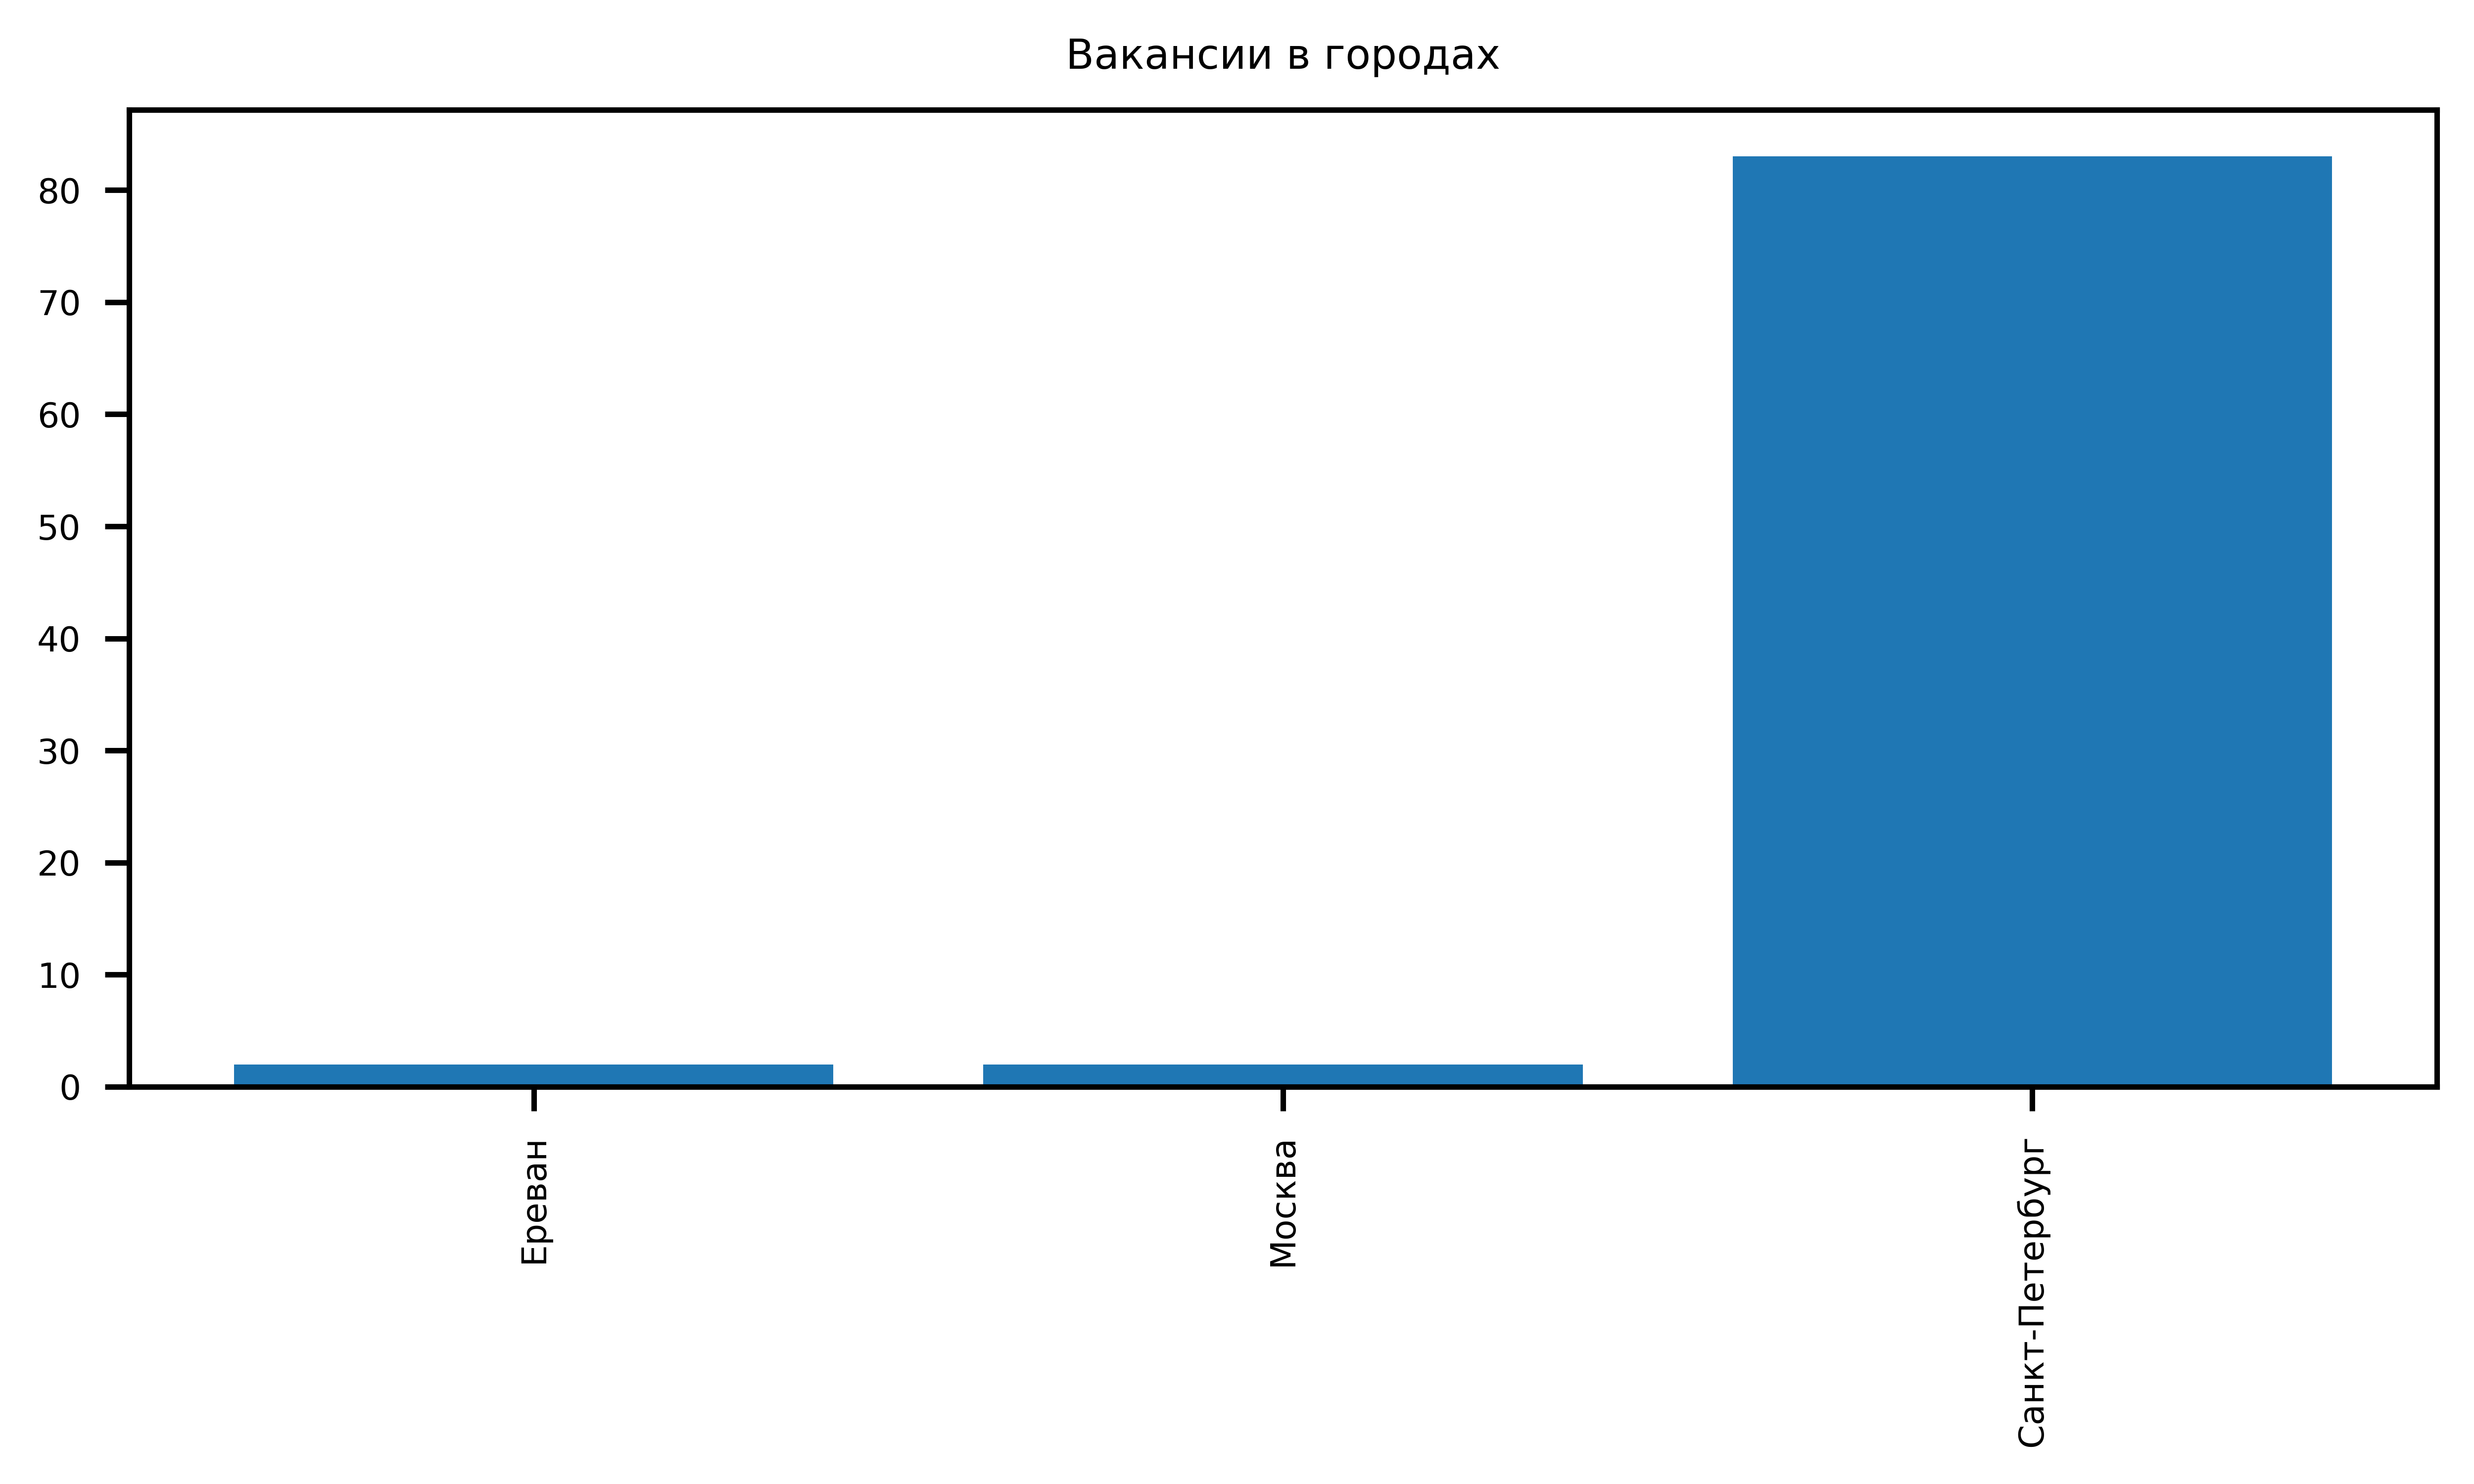 Вакансии в городах
80
70
60
50
40
30
20
10
0
Ереван
Москва
Санкт-Петербург